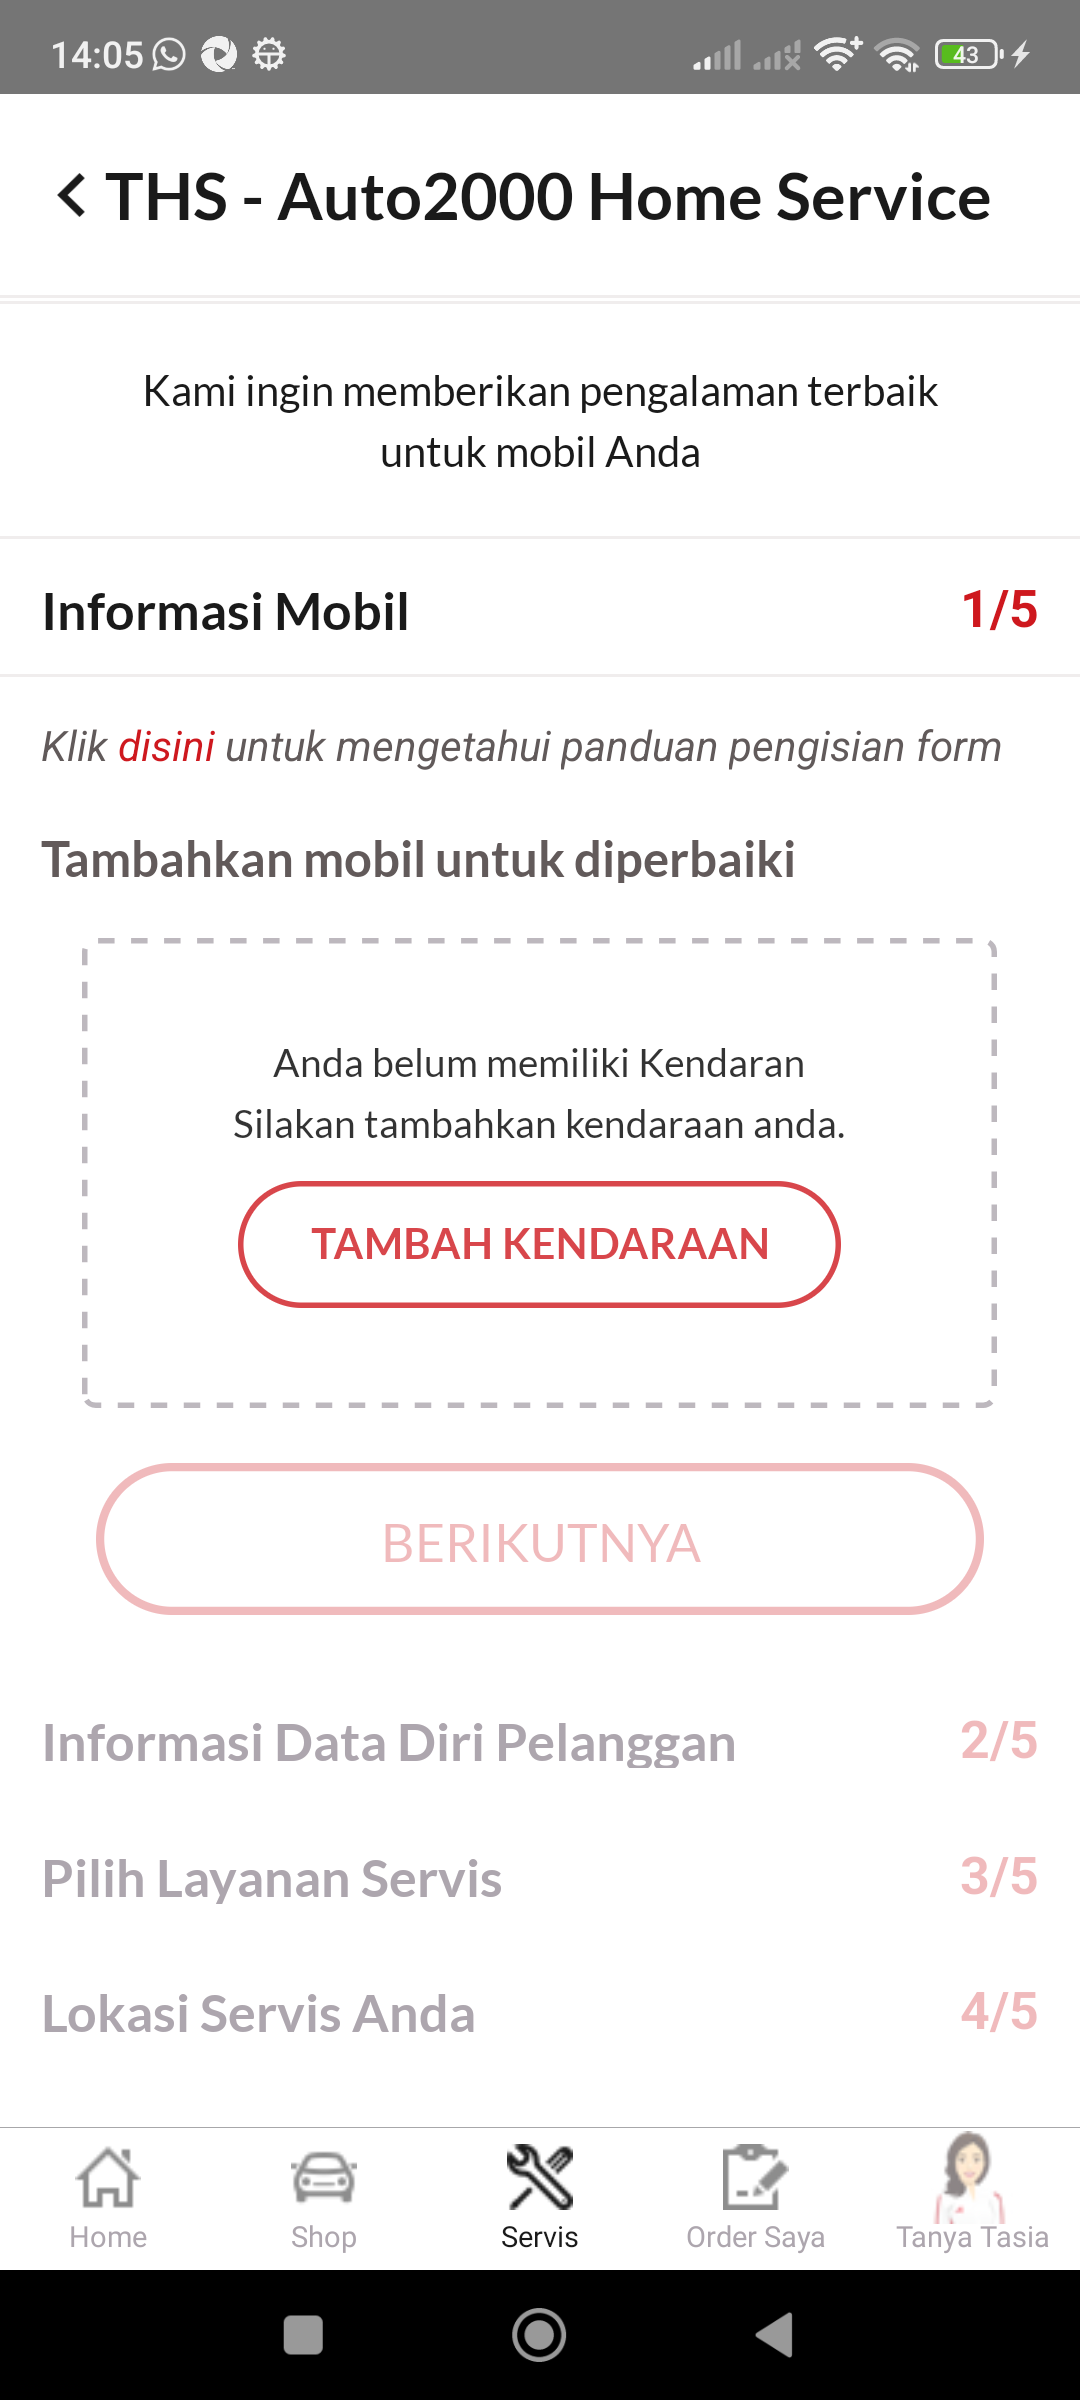 14:05
43
THS - Auto2000 Home Service
Kami ingin memberikan pengalaman terbaik
untuk mobil Anda
Informasi Mobil 1/5
Klik disini untuk mengetahui panduan pengisian form
Tambahkan mobil untuk diperbaiki
Anda belum memiliki Kendaran
Silakan tambahkan kendaraan anda.
TAMBAH KENDARAAN
BERIKUTNYA
Informasi Data Diri Pelanggan 2/5
Pilih Layanan Servis 3/5
Lokasi Servis Anda 4/5
Home Shop Servis Order Saya Tanya Tasia